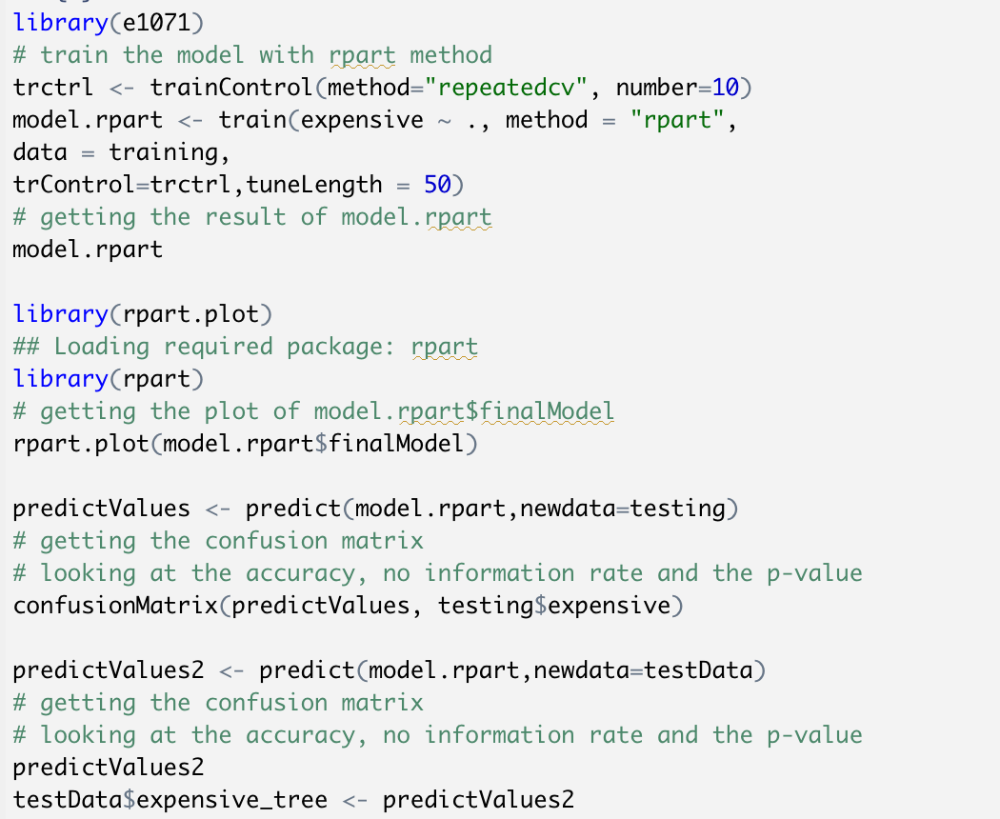 library(e1071)
# train the model with rpart method
trctrl <- trainControl(method="repeatedcv", number=10)
model.rpart <- train(expensive ~ ., method = "rpart",
data = training,
trControl=trctrl,tuneLength = 50)
# getting the result of model.rpart
model.rpart
library(rpart.plot)
## Loading required package: rpart
library(rpart)
# getting the plot of model.rpart$finalModel
rpart.plot(model.rpart$finalModel)
predictValues <- predict(model.rpart,newdata=testing)
# getting the confusion matrix
# looking at the accuracy, no information rate and the p-value
confusionMatrix(predictValues, testing$expensive)
predictValues2 <- predict(model.rpart,newdata=testData)
# getting the confusion matrix
# looking at the accuracy, no information rate and the p-value
predictValues2
testData$expensive_tree <- predictValues2